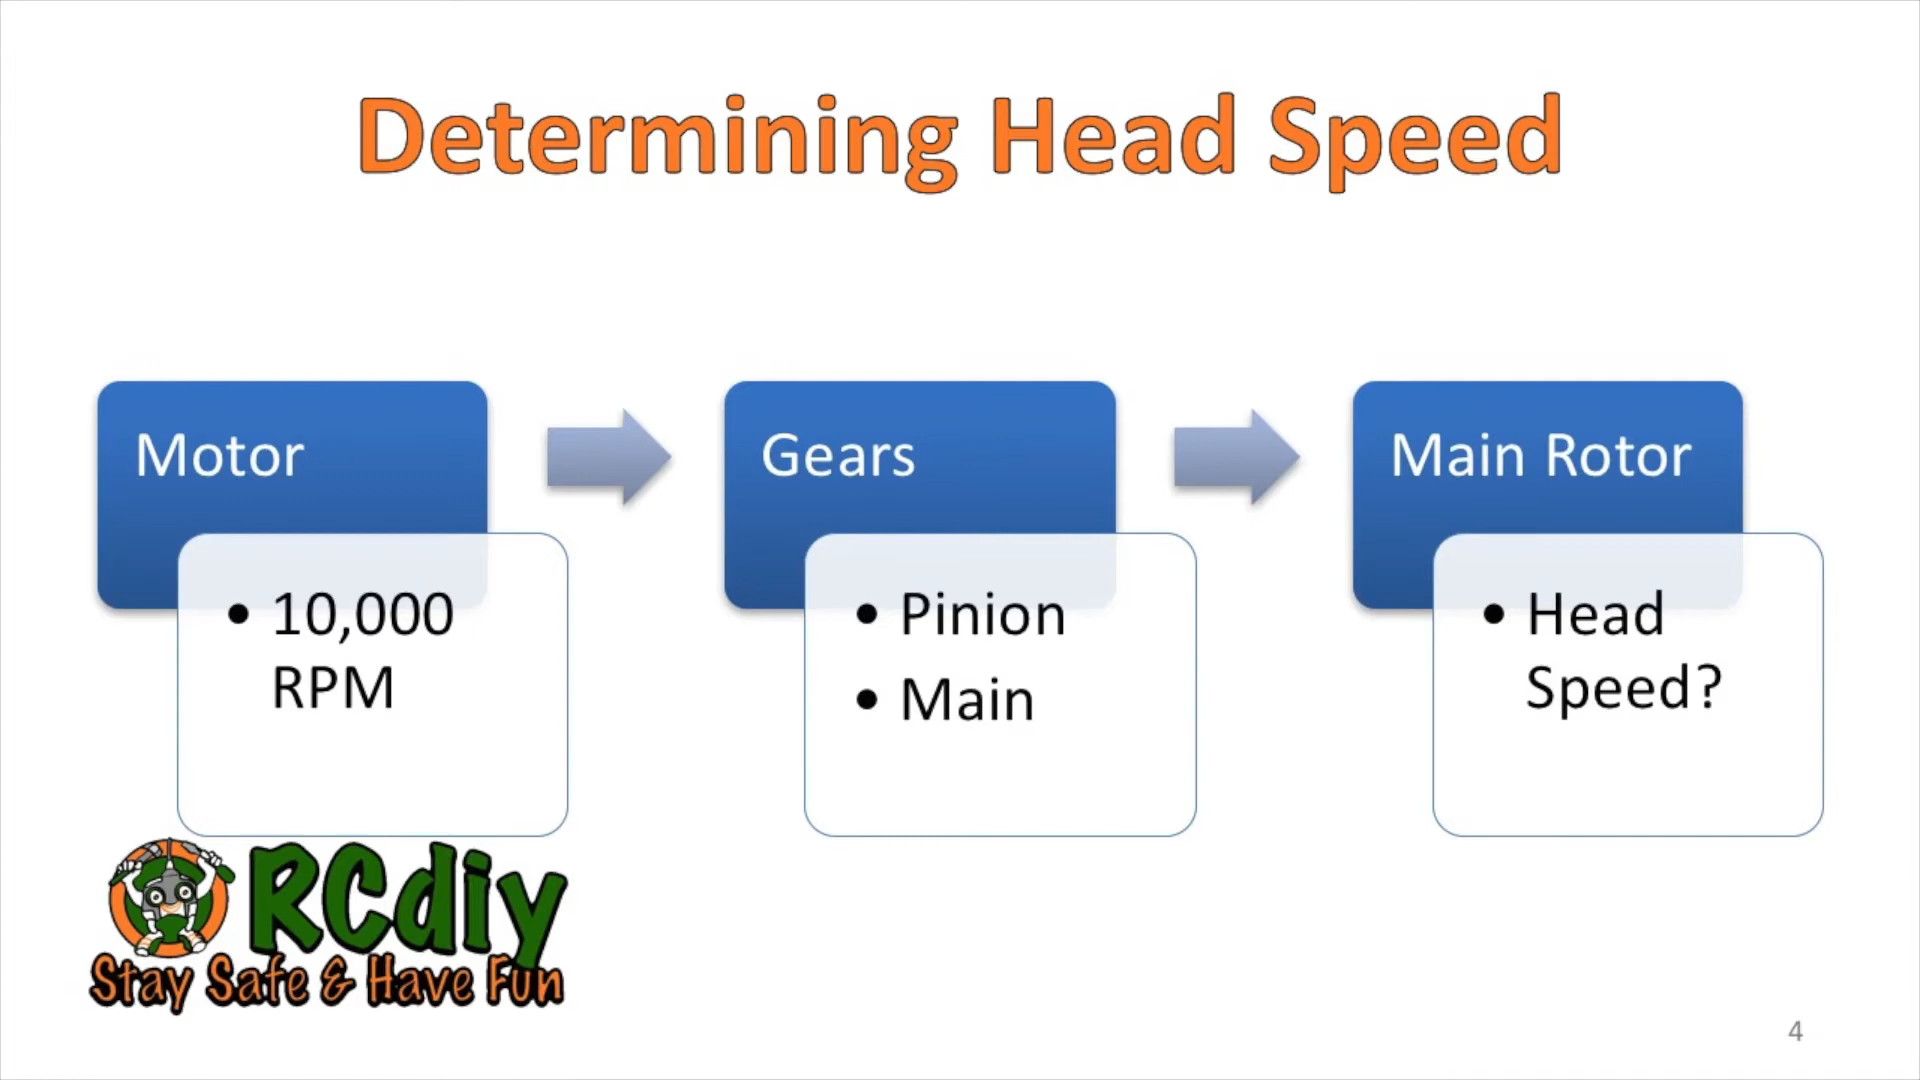 Determining Head Speed
Motor
• 10,000
RPM
Gears
• Pinion
• Main
Main Rotor
• Head
Speed?
RCdiy
Stay Safe & Have Fun
4